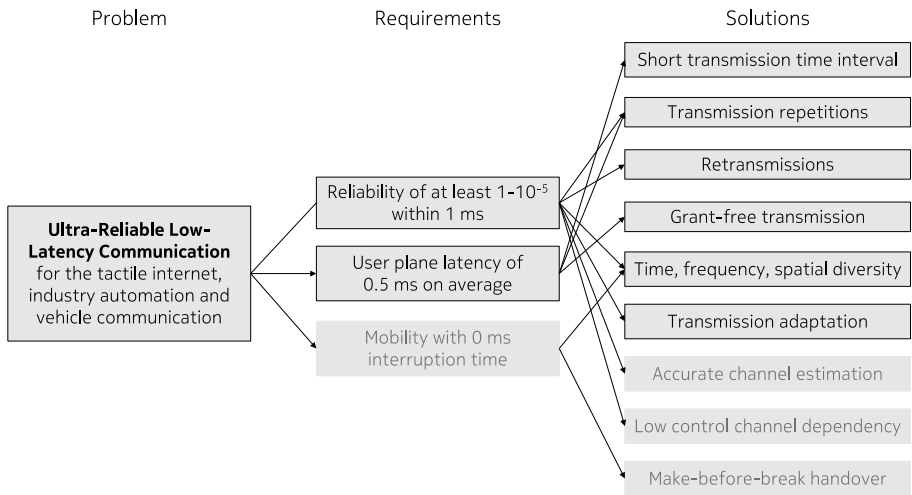 Problem
Requirements
Solutions
Ultra-Reliable Low-
Latency Communication
for the tactile internet,
industry automation and
vehicle communication
Reliability of at least 1-10⁻⁵
within 1 ms
User plane latency of
0.5 ms on average
Mobility with 0 ms
interruption time
Short transmission time interval
Transmission repetitions
Retransmissions
Grant-free transmission
Time, frequency, spatial diversity
Transmission adaptation
Accurate channel estimation
Low control channel dependency
Make-before-break handover